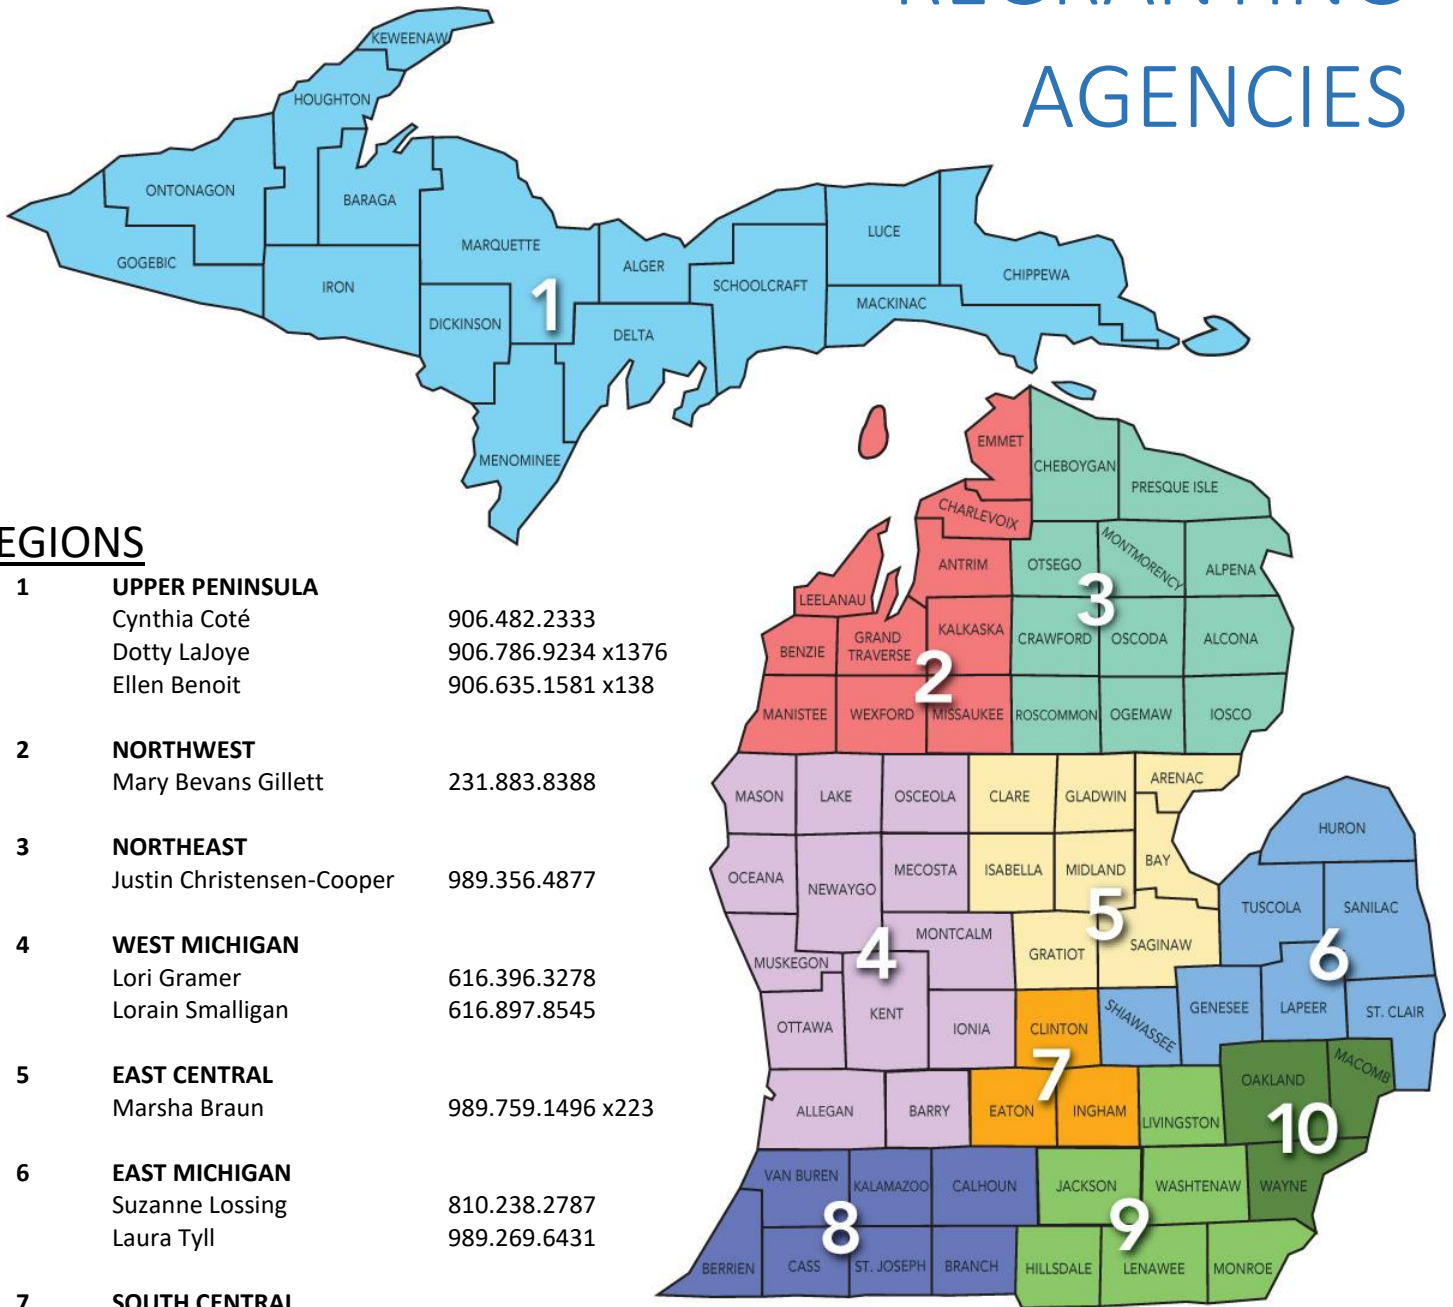 REGRANTING
AGENCIES
KEWEENAW
HOUGHTON
ONTONAGON
BARAGA
GOGEBIC
IRON
MARQUETTE
DICKINSON
1
ALGER
DELTA
SCHOOLCRAFT
LUCE
MACKINAC
CHIPPEWA
MENOMINEE
EGIONS
1 UPPER PENINSULA
Cynthia Coté 906.482.2333
Dotty LaJoye 906.786.9234 x1376
Ellen Benoit 906.635.1581 x138
2 NORTHWEST
Mary Bevans Gillett 231.883.8388
3 NORTHEAST
Justin Christensen-Cooper 989.356.4877
4 WEST MICHIGAN
Lori Gramer 616.396.3278
Lorain Smalligan 616.897.8545
5 EAST CENTRAL
Marsha Braun 989.759.1496 x223
6 EAST MICHIGAN
Suzanne Lossing 810.238.2787
Laura Tyll 989.269.6431
7 SOUTH CENTRAL
EMMET
CHARLEVOIX
ANTRIM
LEELANAU
BENZIE
GRAND
TRAVERSE
KALKASKA
2
MANISTEE
WEXFORD
MISSAUKEE
CHEBOYGAN
PRESQUE ISLE
OTSEGO
MONTMORENCY
ALPENA
3
CRAWFORD
OSCODA
ALCONA
ROSCOMMON
OGEMAW
IOSCO
MASON
LAKE
OSCEOLA
OCEANA
NEWAYGO
MECOSTA
MUSKEGON
4
MONTCALM
OTTAWA
KENT
IONIA
ALLEGAN
BARRY
CLARE
GLADWIN
ARENAC
ISABELLA
MIDLAND
BAY
5
GRATIOT
SAGINAW
HURON
TUSCOLA
SANILAC
6
SHIAWASSEE
GENESEE
LAPEER
ST. CLAIR
CLINTON
7
EATON
INGHAM
VAN BUREN
KALAMAZOO
CALHOUN
8
BERRIEN
CASS
ST. JOSEPH
BRANCH
LIVINGSTON
JACKSON
WASHTENAW
9
HILLSDALE
LENAWEE
MONROE
OAKLAND
MACOMB
10
WAYNE